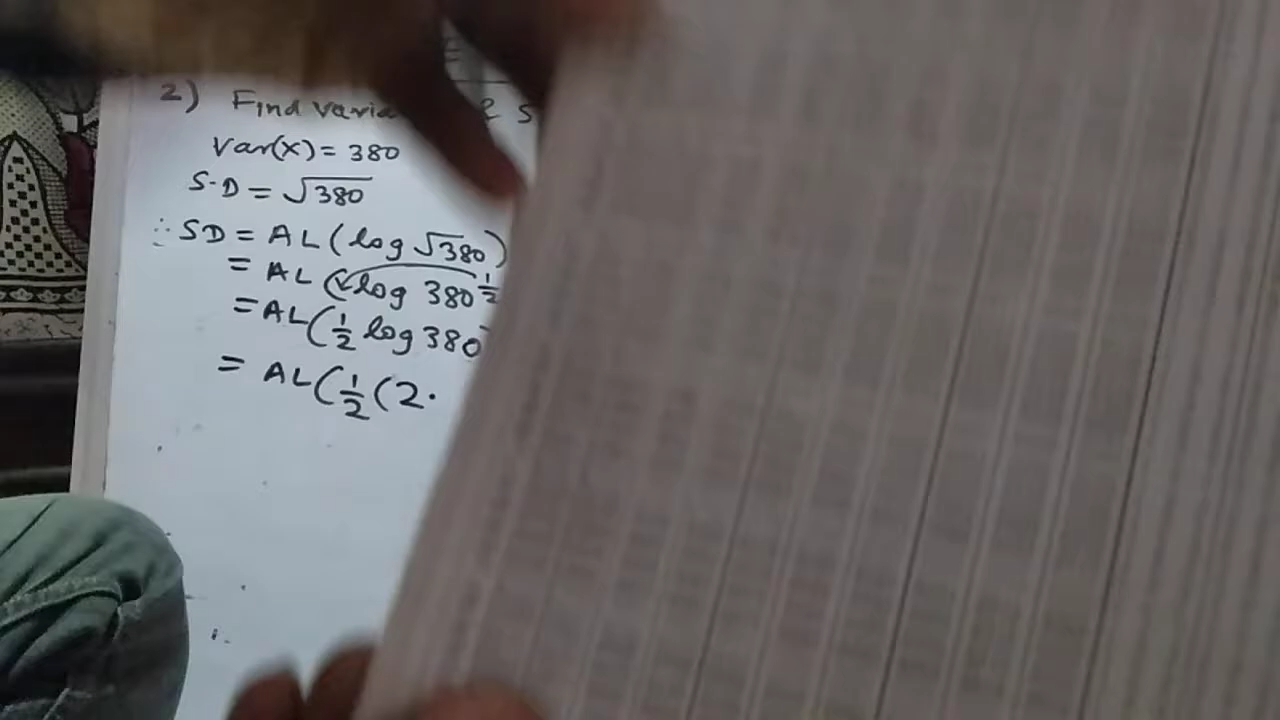 2) Find varia & S
Var(x) = 380
S.D = √380
∴ SD = AL(log √380)
= AL(log 380^1/2
= AL(1/2 log 380
= AL(1/2(2.